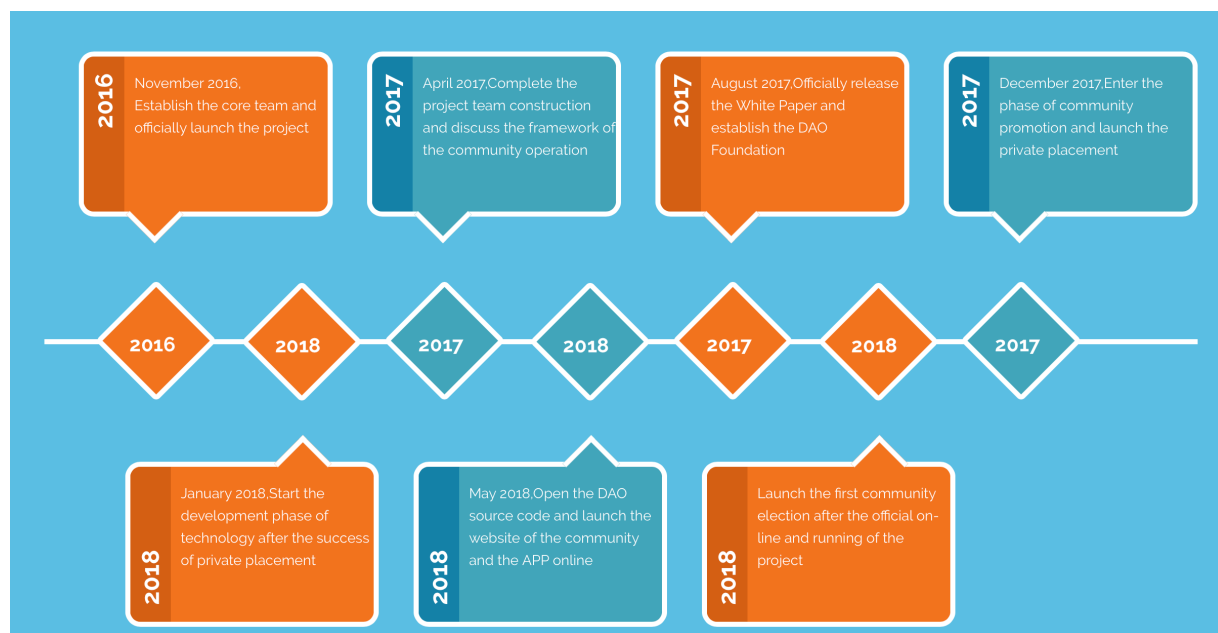 2016
November 2016,
Establish the core team and
officially launch the project
2017
April 2017,Complete the
project team construction
and discuss the framework of
the community operation
2017
August 2017,Officially release
the White Paper and
establish the DAO
Foundation
2017
December 2017,Enter the
phase of community
promotion and launch the
private placement
2016
2018
2017
2018
2017
2018
2017
2018
January 2018,Start the
development phase of
technology after the success
of private placement
2018
May 2018,Open the DAO
source code and launch the
website of the community
and the APP online
2018
Launch the first community
election after the official on-
line and running of the
project